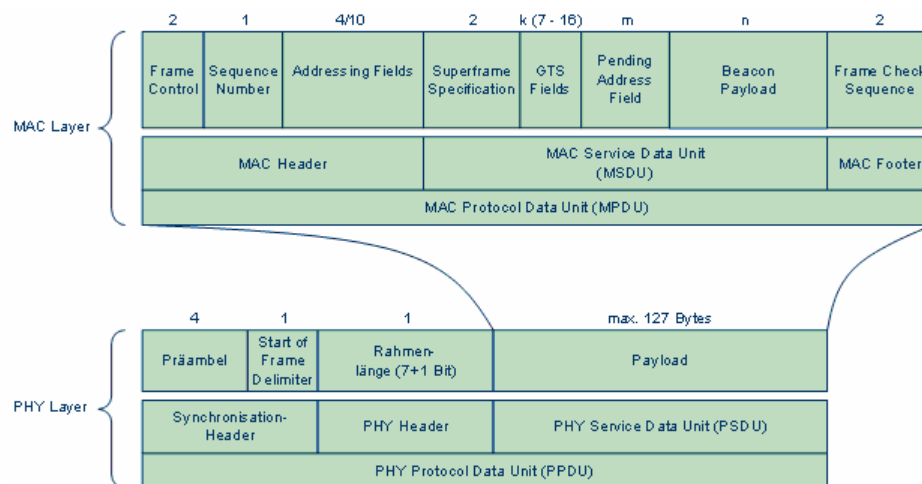 2 1 4/10 2 k (7 - 16) m n 2
Frame Control
Sequence Number
Addressing Fields
Superframe Specification
GTS Fields
Pending Address Field
Beacon Payload
Frame Check Sequence
MAC Layer
MAC Header
MAC Service Data Unit
(MSDU)
MAC Footer
MAC Protocol Data Unit (MPDU)
4 1 1 max. 127 Bytes
Präambel
Start of
Frame
Delimiter
Rahmen-
länge (7+1 Bit)
Payload
PHY Layer
Synchronisation-
Header
PHY Header
PHY Service Data Unit (PSDU)
PHY Protocol Data Unit (PPDU)